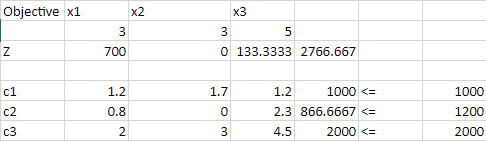 Objective x1 x2 x3
3 3 5
Z 700 0 133.3333 2766.667
c1 1.2 1.7 1.2 1000 <= 1000
c2 0.8 0 2.3 866.6667 <= 1200
c3 2 3 4.5 2000 <= 2000